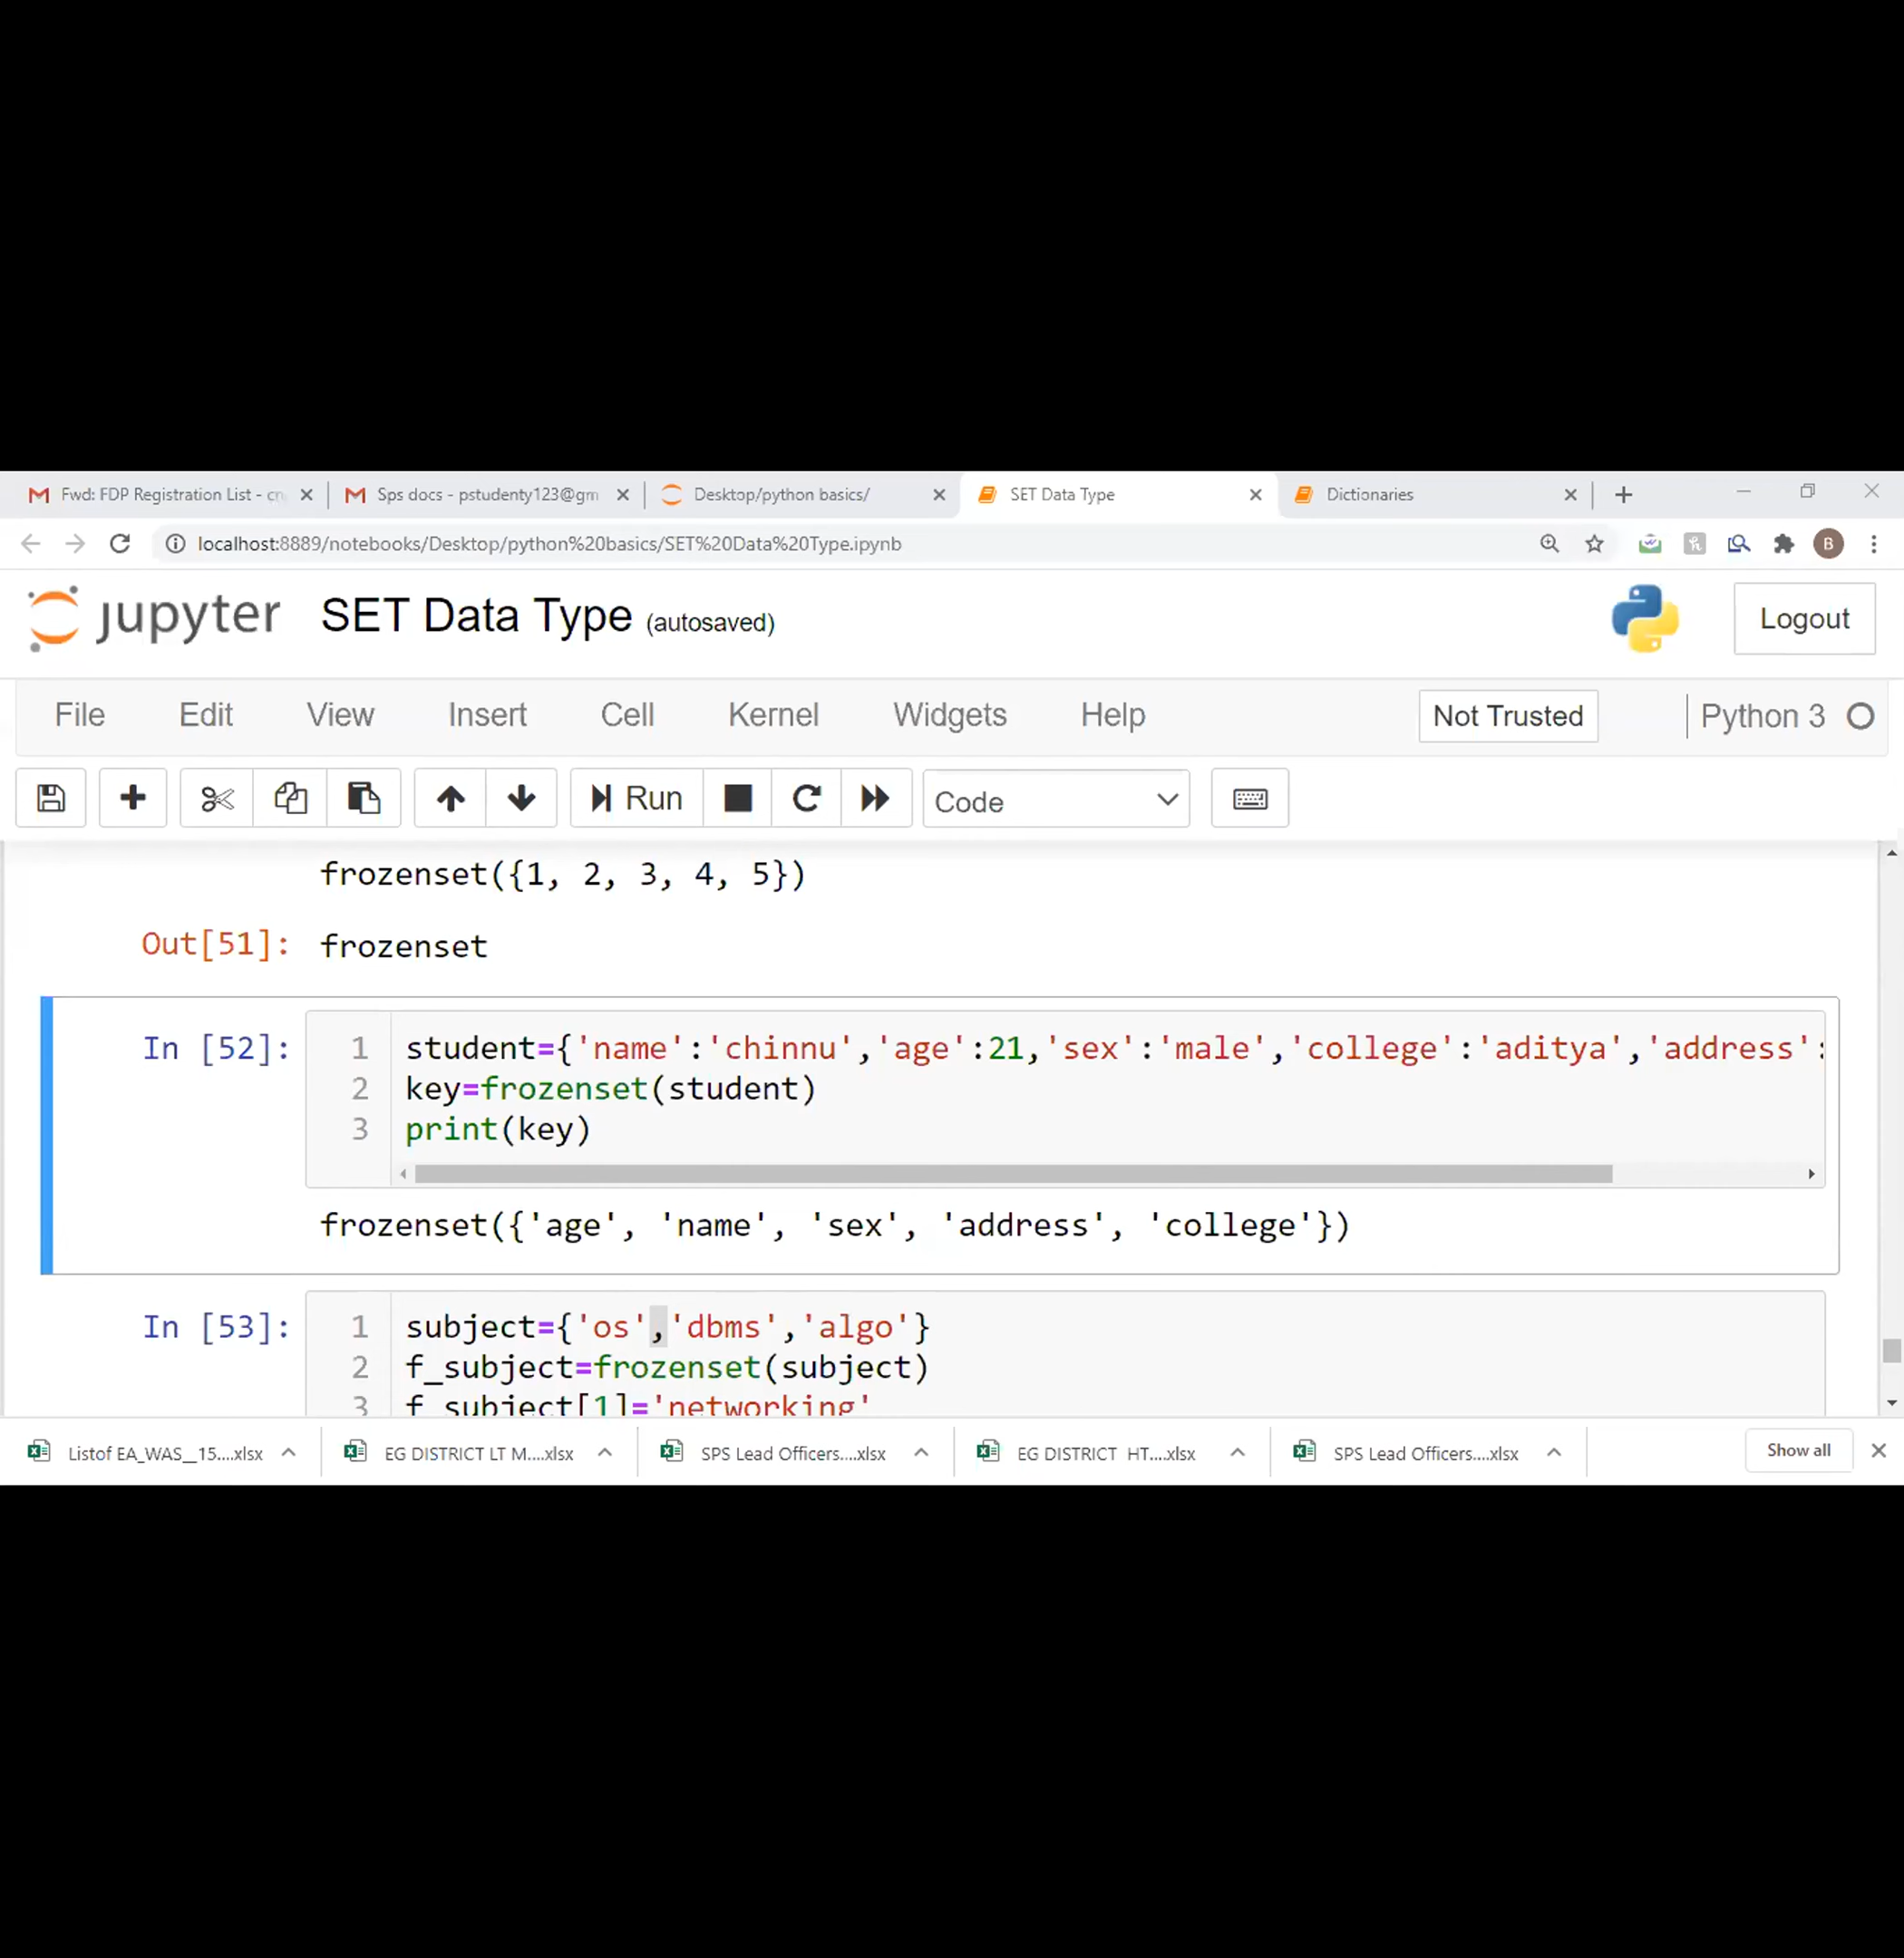 Fwd: FDP Registration List - cn
Sps docs - pstudenty123@gm
Desktop/python basics/
SET Data Type
Dictionaries
localhost:8889/notebooks/Desktop/python%20basics/SET%20Data%20Type.ipynb
B
jupyter SET Data Type (autosaved)
Logout
File Edit View Insert Cell Kernel Widgets Help Not Trusted Python 3
Run Code
frozenset({1, 2, 3, 4, 5})
Out[51]: frozenset
In [52]: 1 student={'name':'chinnu','age':21,'sex':'male','college':'aditya','address':
2 key=frozenset(student)
3 print(key)
frozenset({'age', 'name', 'sex', 'address', 'college'})
In [53]: 1 subject={'os','dbms','algo'}
2 f_subject=frozenset(subject)
3 f_subject[1]='networking'
Listof EA_WAS__15....xlsx
EG DISTRICT LT M....xlsx
SPS Lead Officers....xlsx
EG DISTRICT HT....xlsx
SPS Lead Officers....xlsx
Show all